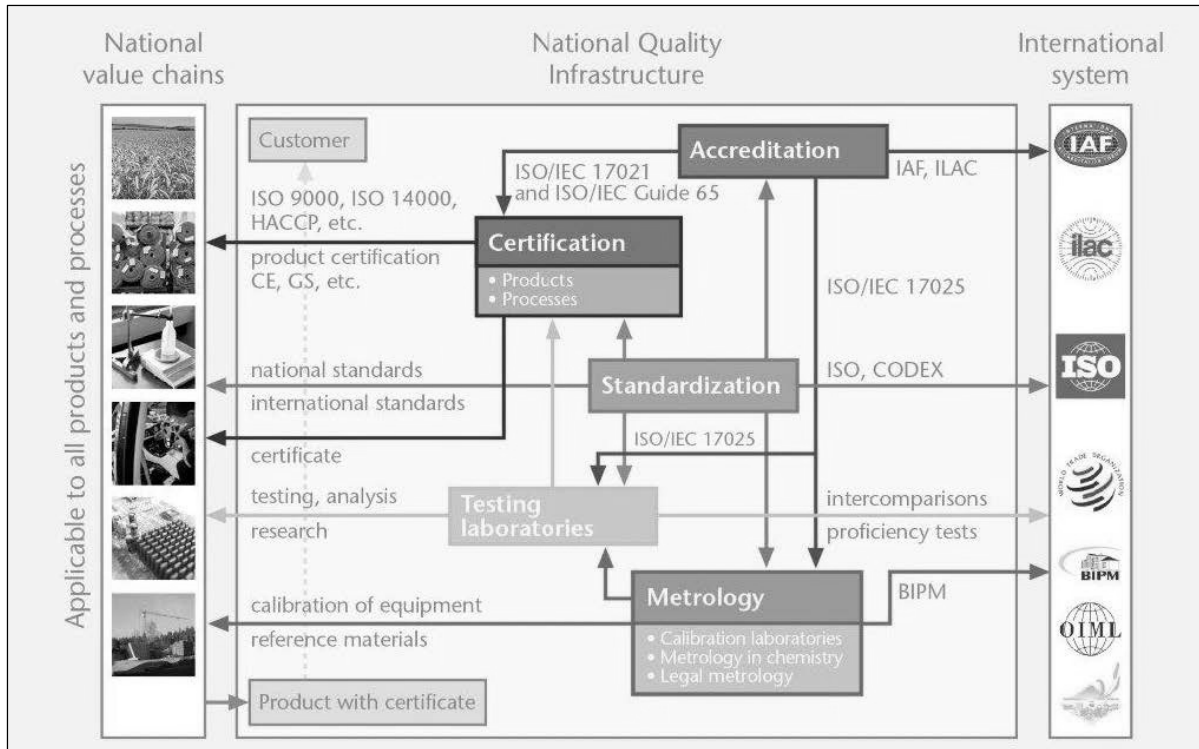 National
value chains
National Quality
Infrastructure
International
system
Applicable to all products and processes
Customer
Accreditation
IAF, ILAC
INTERNATIONAL
IAF
ISO/IEC 17021
and ISO/IEC Guide 65
ISO 9000, ISO 14000,
HACCP, etc.
product certification
CE, GS, etc.
Certification
• Products
• Processes
ilac
ISO/IEC 17025
national standards
international standards
Standardization
ISO, CODEX
ISO
ISO/IEC 17025
certificate
testing, analysis
research
Testing
laboratories
intercomparisons
proficiency tests
WORLD TRADE ORGANIZATION
calibration of equipment
reference materials
Metrology
• Calibration laboratories
• Metrology in chemistry
• Legal metrology
BIPM
BIPM
OIML
Product with certificate